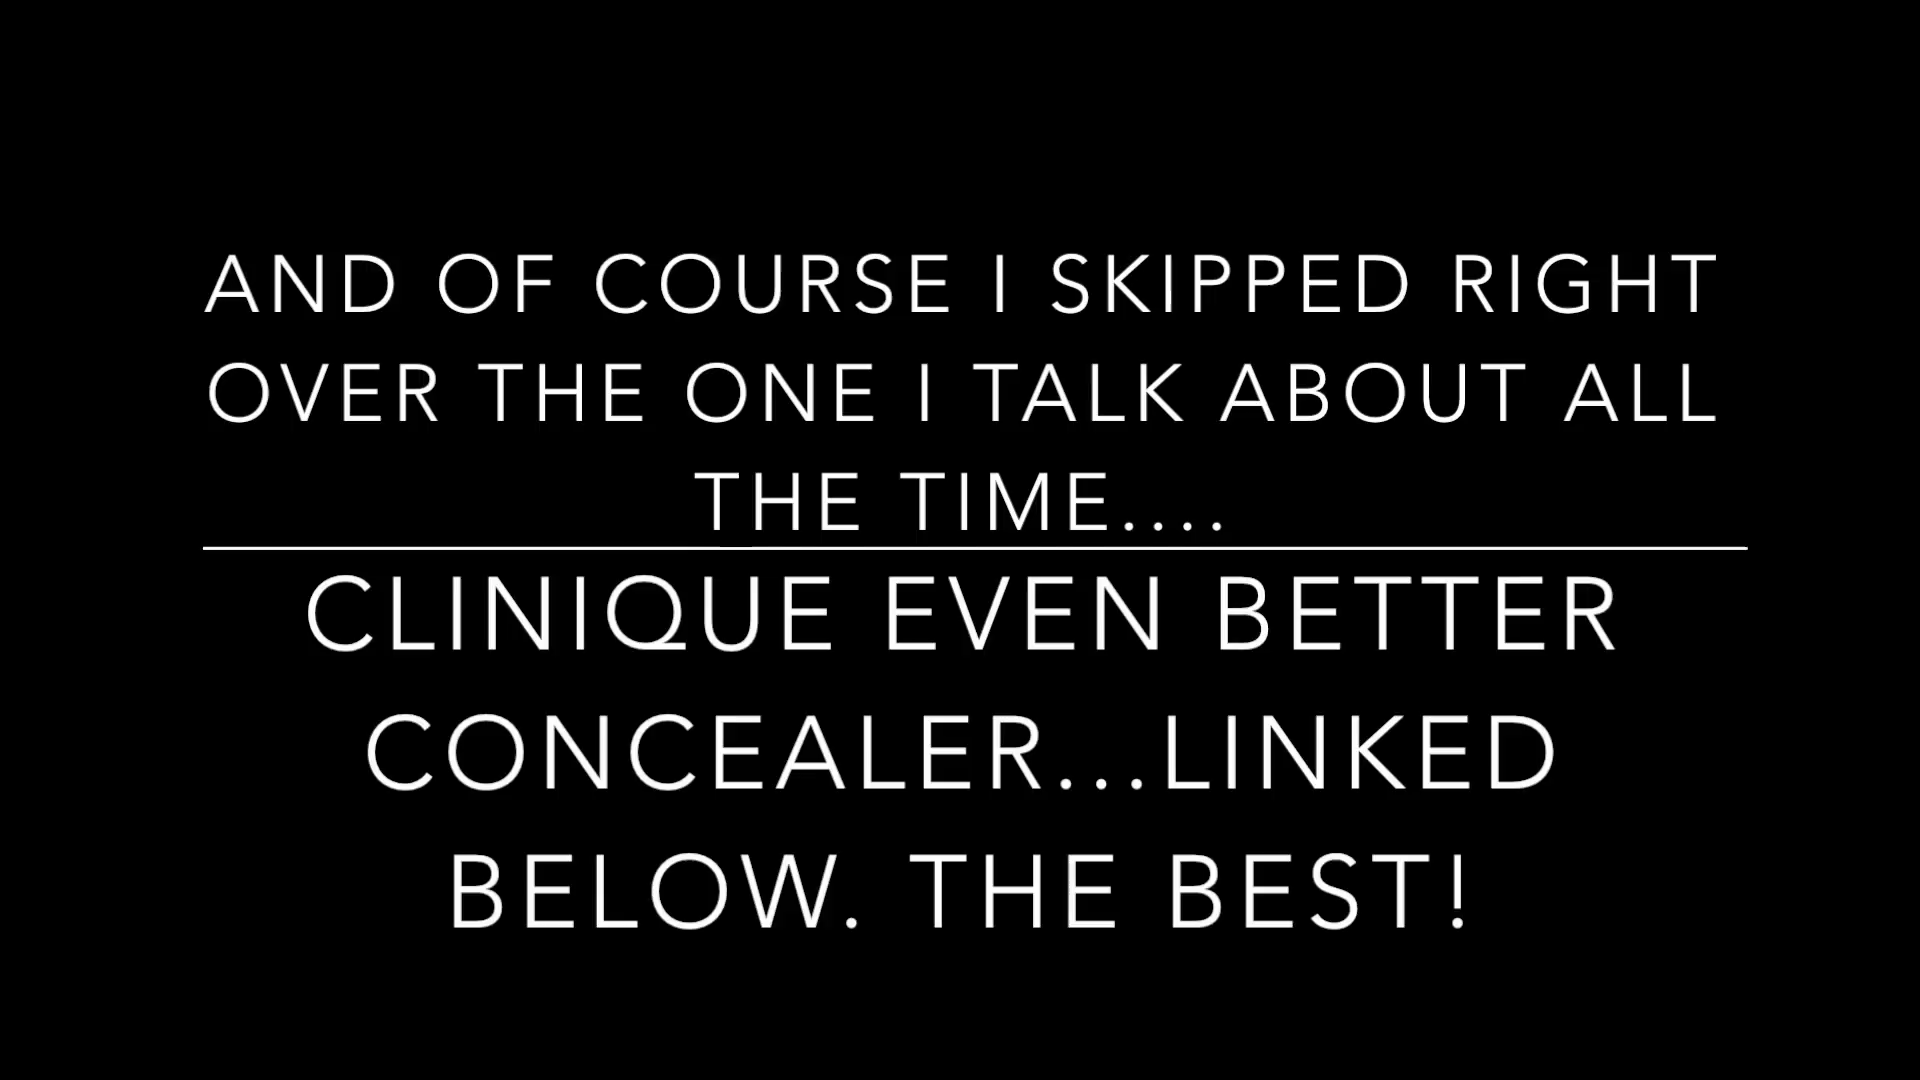 AND OF COURSE I SKIPPED RIGHT
OVER THE ONE I TALK ABOUT ALL
THE TIME....
CLINIQUE EVEN BETTER
CONCEALER...LINKED
BELOW. THE BEST!